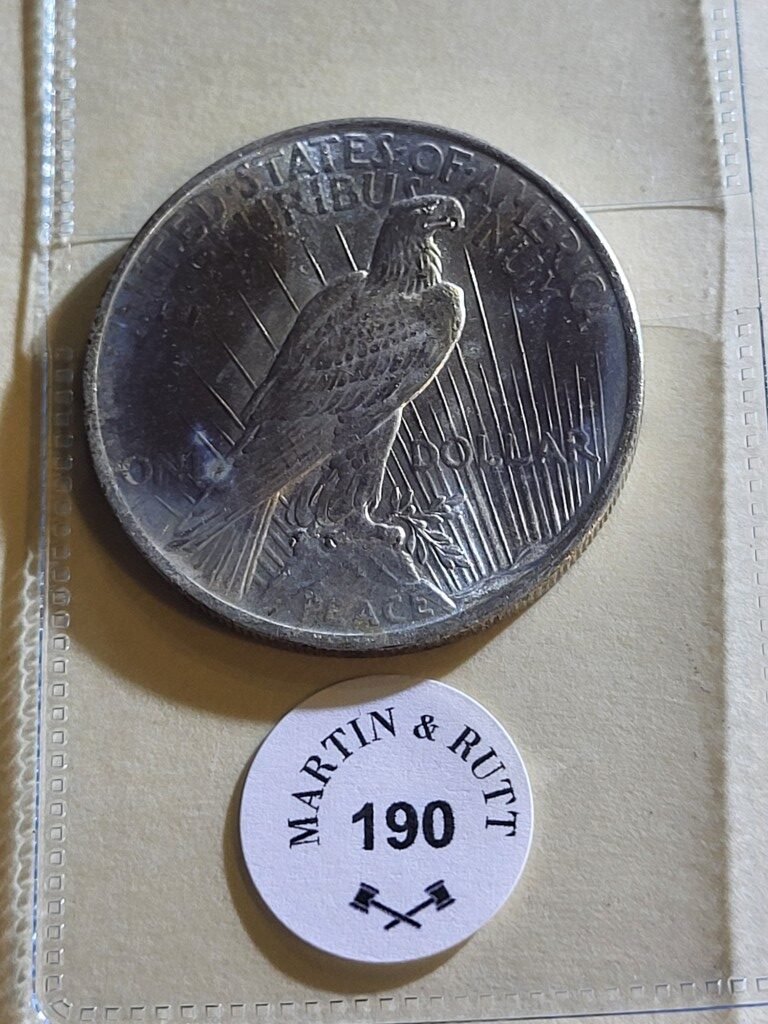 UNITED·STATES·OF·AMERICA
E PLURIBUS UNUM
ONE DOLLAR
PEACE
MARTIN & RUTT
190